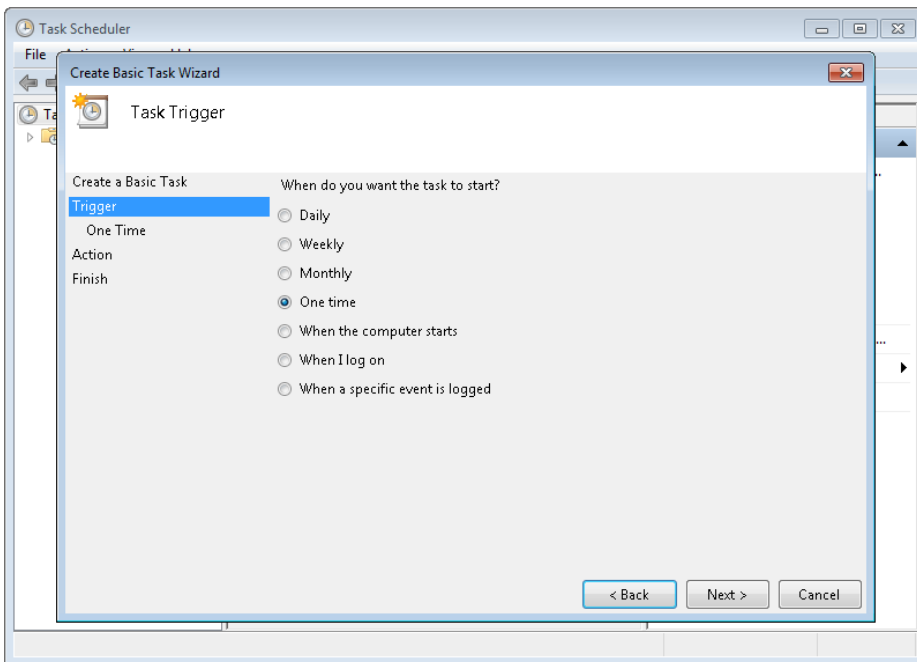 Task Scheduler
File
Create Basic Task Wizard
Task Trigger
Create a Basic Task
Trigger
One Time
Action
Finish
When do you want the task to start?
Daily
Weekly
Monthly
One time
When the computer starts
When I log on
When a specific event is logged
< Back
Next >
Cancel